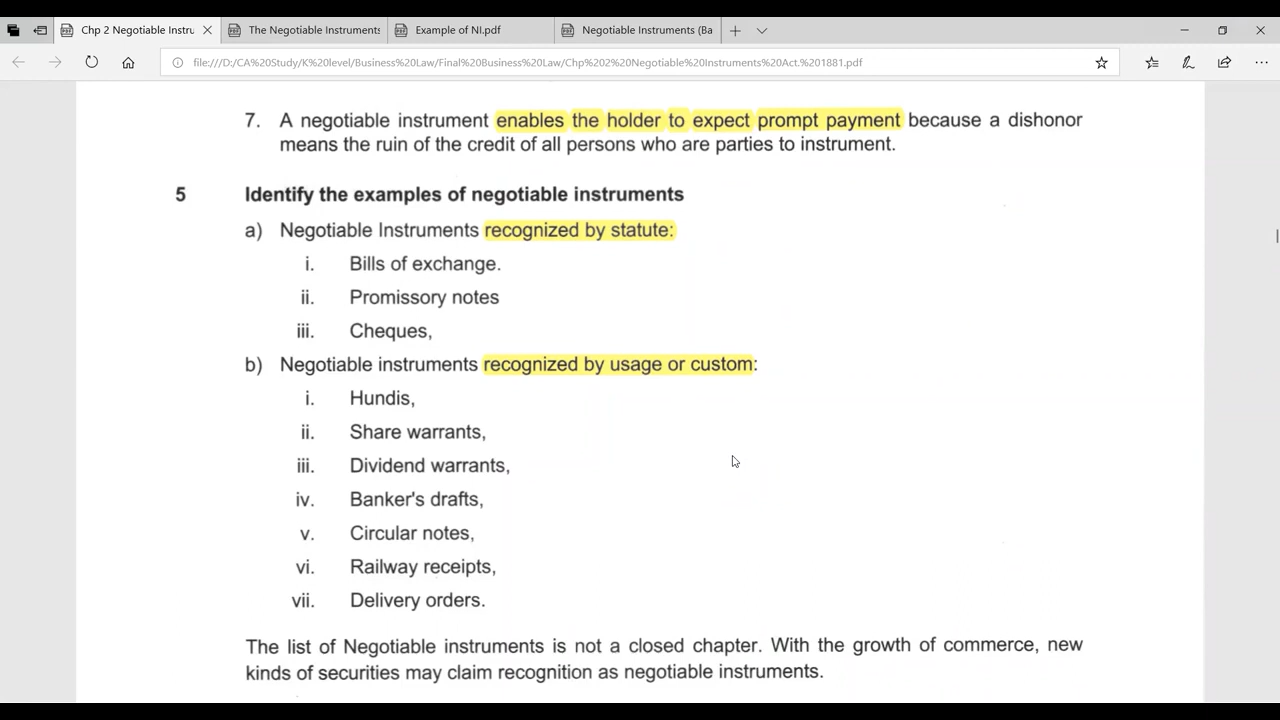 Chp 2 Negotiable Instru
The Negotiable Instruments
Example of NI.pdf
Negotiable Instruments (Ba
file:///D:/CA%20Study/K%20level/Business%20Law/Final%20Business%20Law/Chp%202%20Negotiable%20Instruments%20Act.%201881.pdf
7. A negotiable instrument enables the holder to expect prompt payment because a dishonor
means the ruin of the credit of all persons who are parties to instrument.
5 Identify the examples of negotiable instruments
a) Negotiable Instruments recognized by statute:
i. Bills of exchange.
ii. Promissory notes
iii. Cheques,
b) Negotiable instruments recognized by usage or custom:
i. Hundis,
ii. Share warrants,
iii. Dividend warrants,
iv. Banker's drafts,
v. Circular notes,
vi. Railway receipts,
vii. Delivery orders.
The list of Negotiable instruments is not a closed chapter. With the growth of commerce, new
kinds of securities may claim recognition as negotiable instruments.